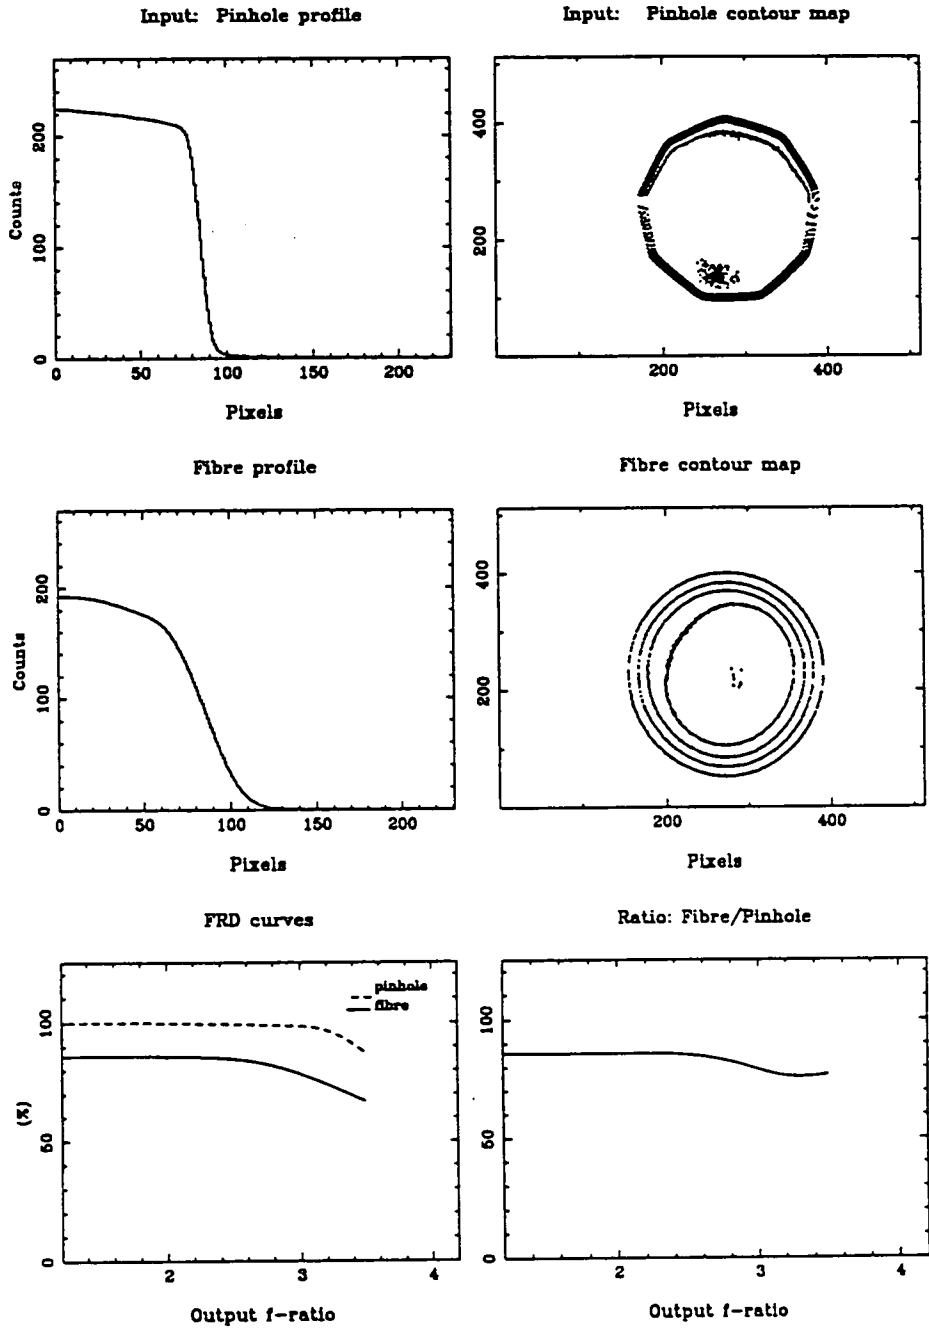 Input: Pinhole profile
Input: Pinhole contour map
200
100
0
Counts
0 50 100 150 200
Pixels
400
200
200 400
Pixels
Fibre profile
Fibre contour map
200
100
0
Counts
0 50 100 150 200
Pixels
400
200
200 400
Pixels
FRD curves
Ratio: Fibre/Pinhole
pinhole
fibre
100
50
0
(%)
2 3 4
Output f-ratio
100
50
0
2 3 4
Output f-ratio